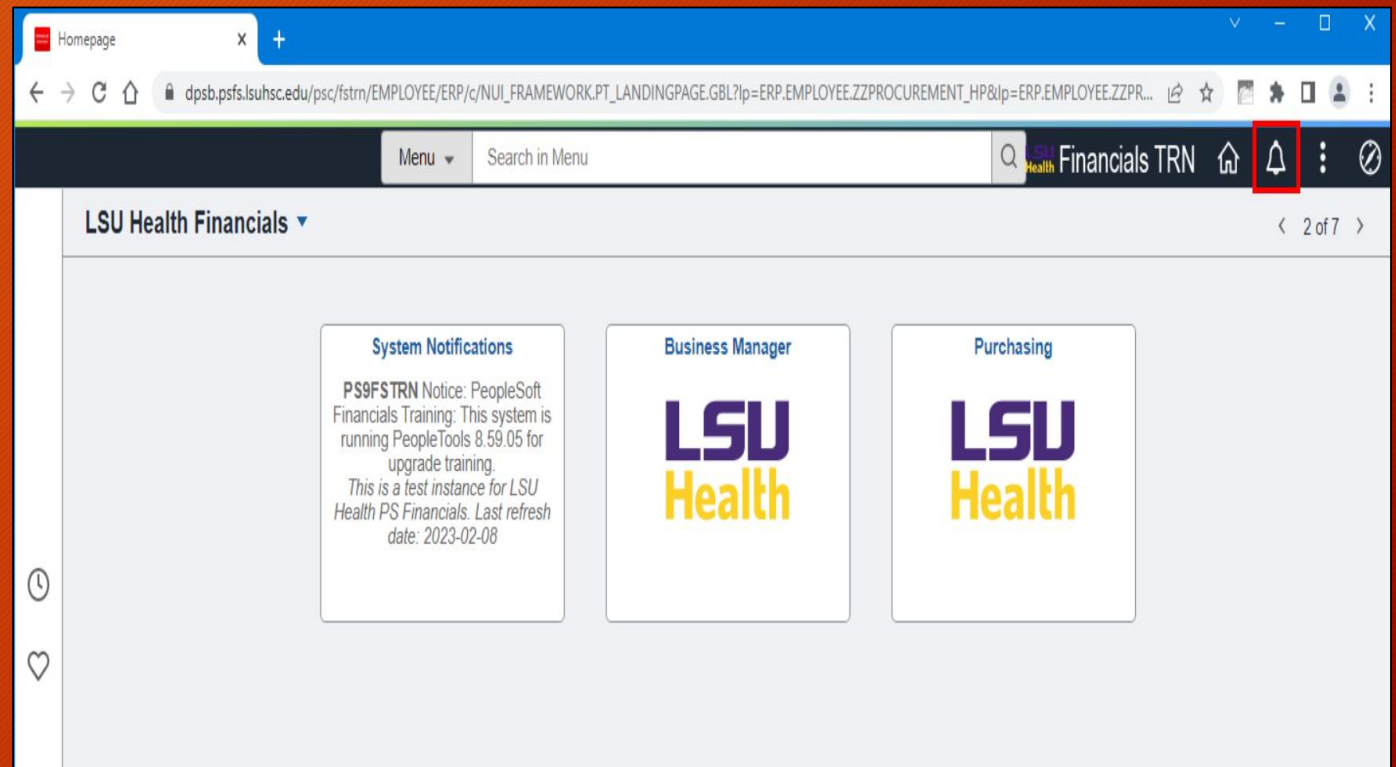 Homepage
dpsb.psfs.lsuhsc.edu/psc/fstrn/EMPLOYEE/ERP/c/NUI_FRAMEWORK.PT_LANDINGPAGE.GBL?lp=ERP.EMPLOYEE.ZZPROCUREMENT_HP&lp=ERP.EMPLOYEE.ZZPR...
Menu Search in Menu LSU Health Financials TRN
LSU Health Financials 2 of 7
System Notifications
PS9FSTRN Notice: PeopleSoft
Financials Training: This system is
running PeopleTools 8.59.05 for
upgrade training.
This is a test instance for LSU
Health PS Financials. Last refresh
date: 2023-02-08
Business Manager
LSU
Health
Purchasing
LSU
Health